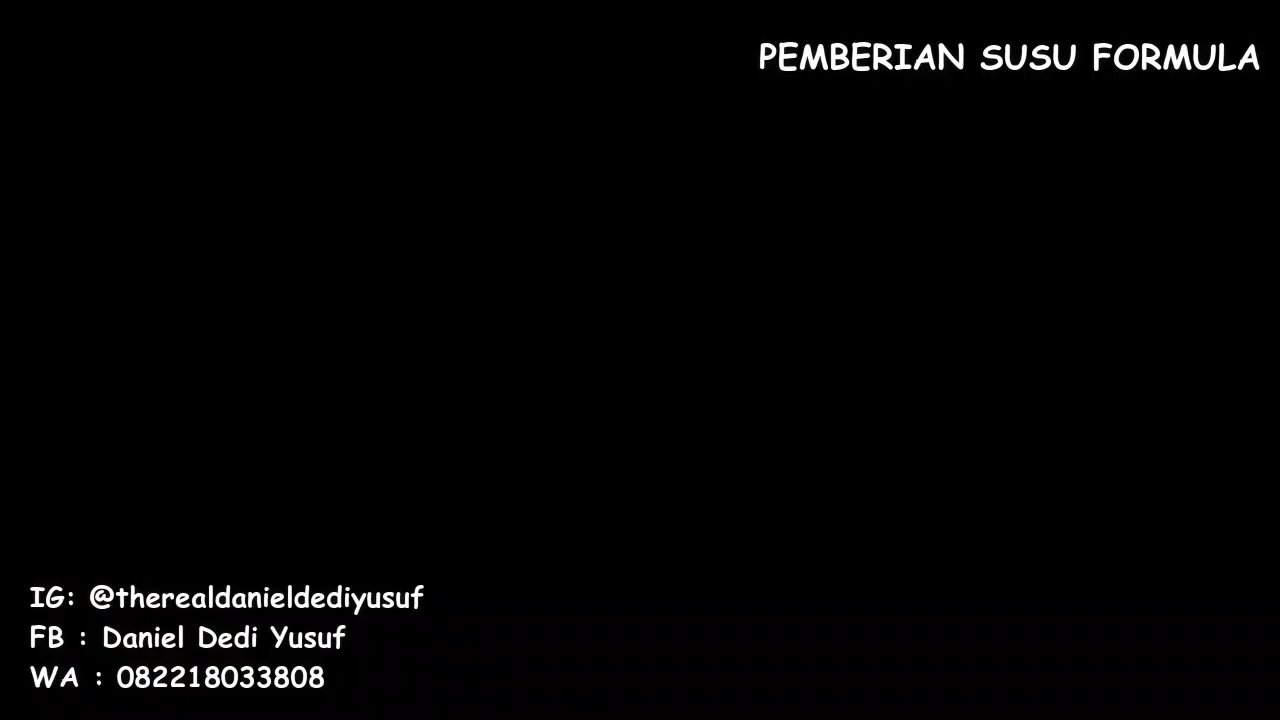 PEMBERIAN SUSU FORMULA
IG: @therealdanieldediyusuf
FB : Daniel Dedi Yusuf
WA : 082218033808